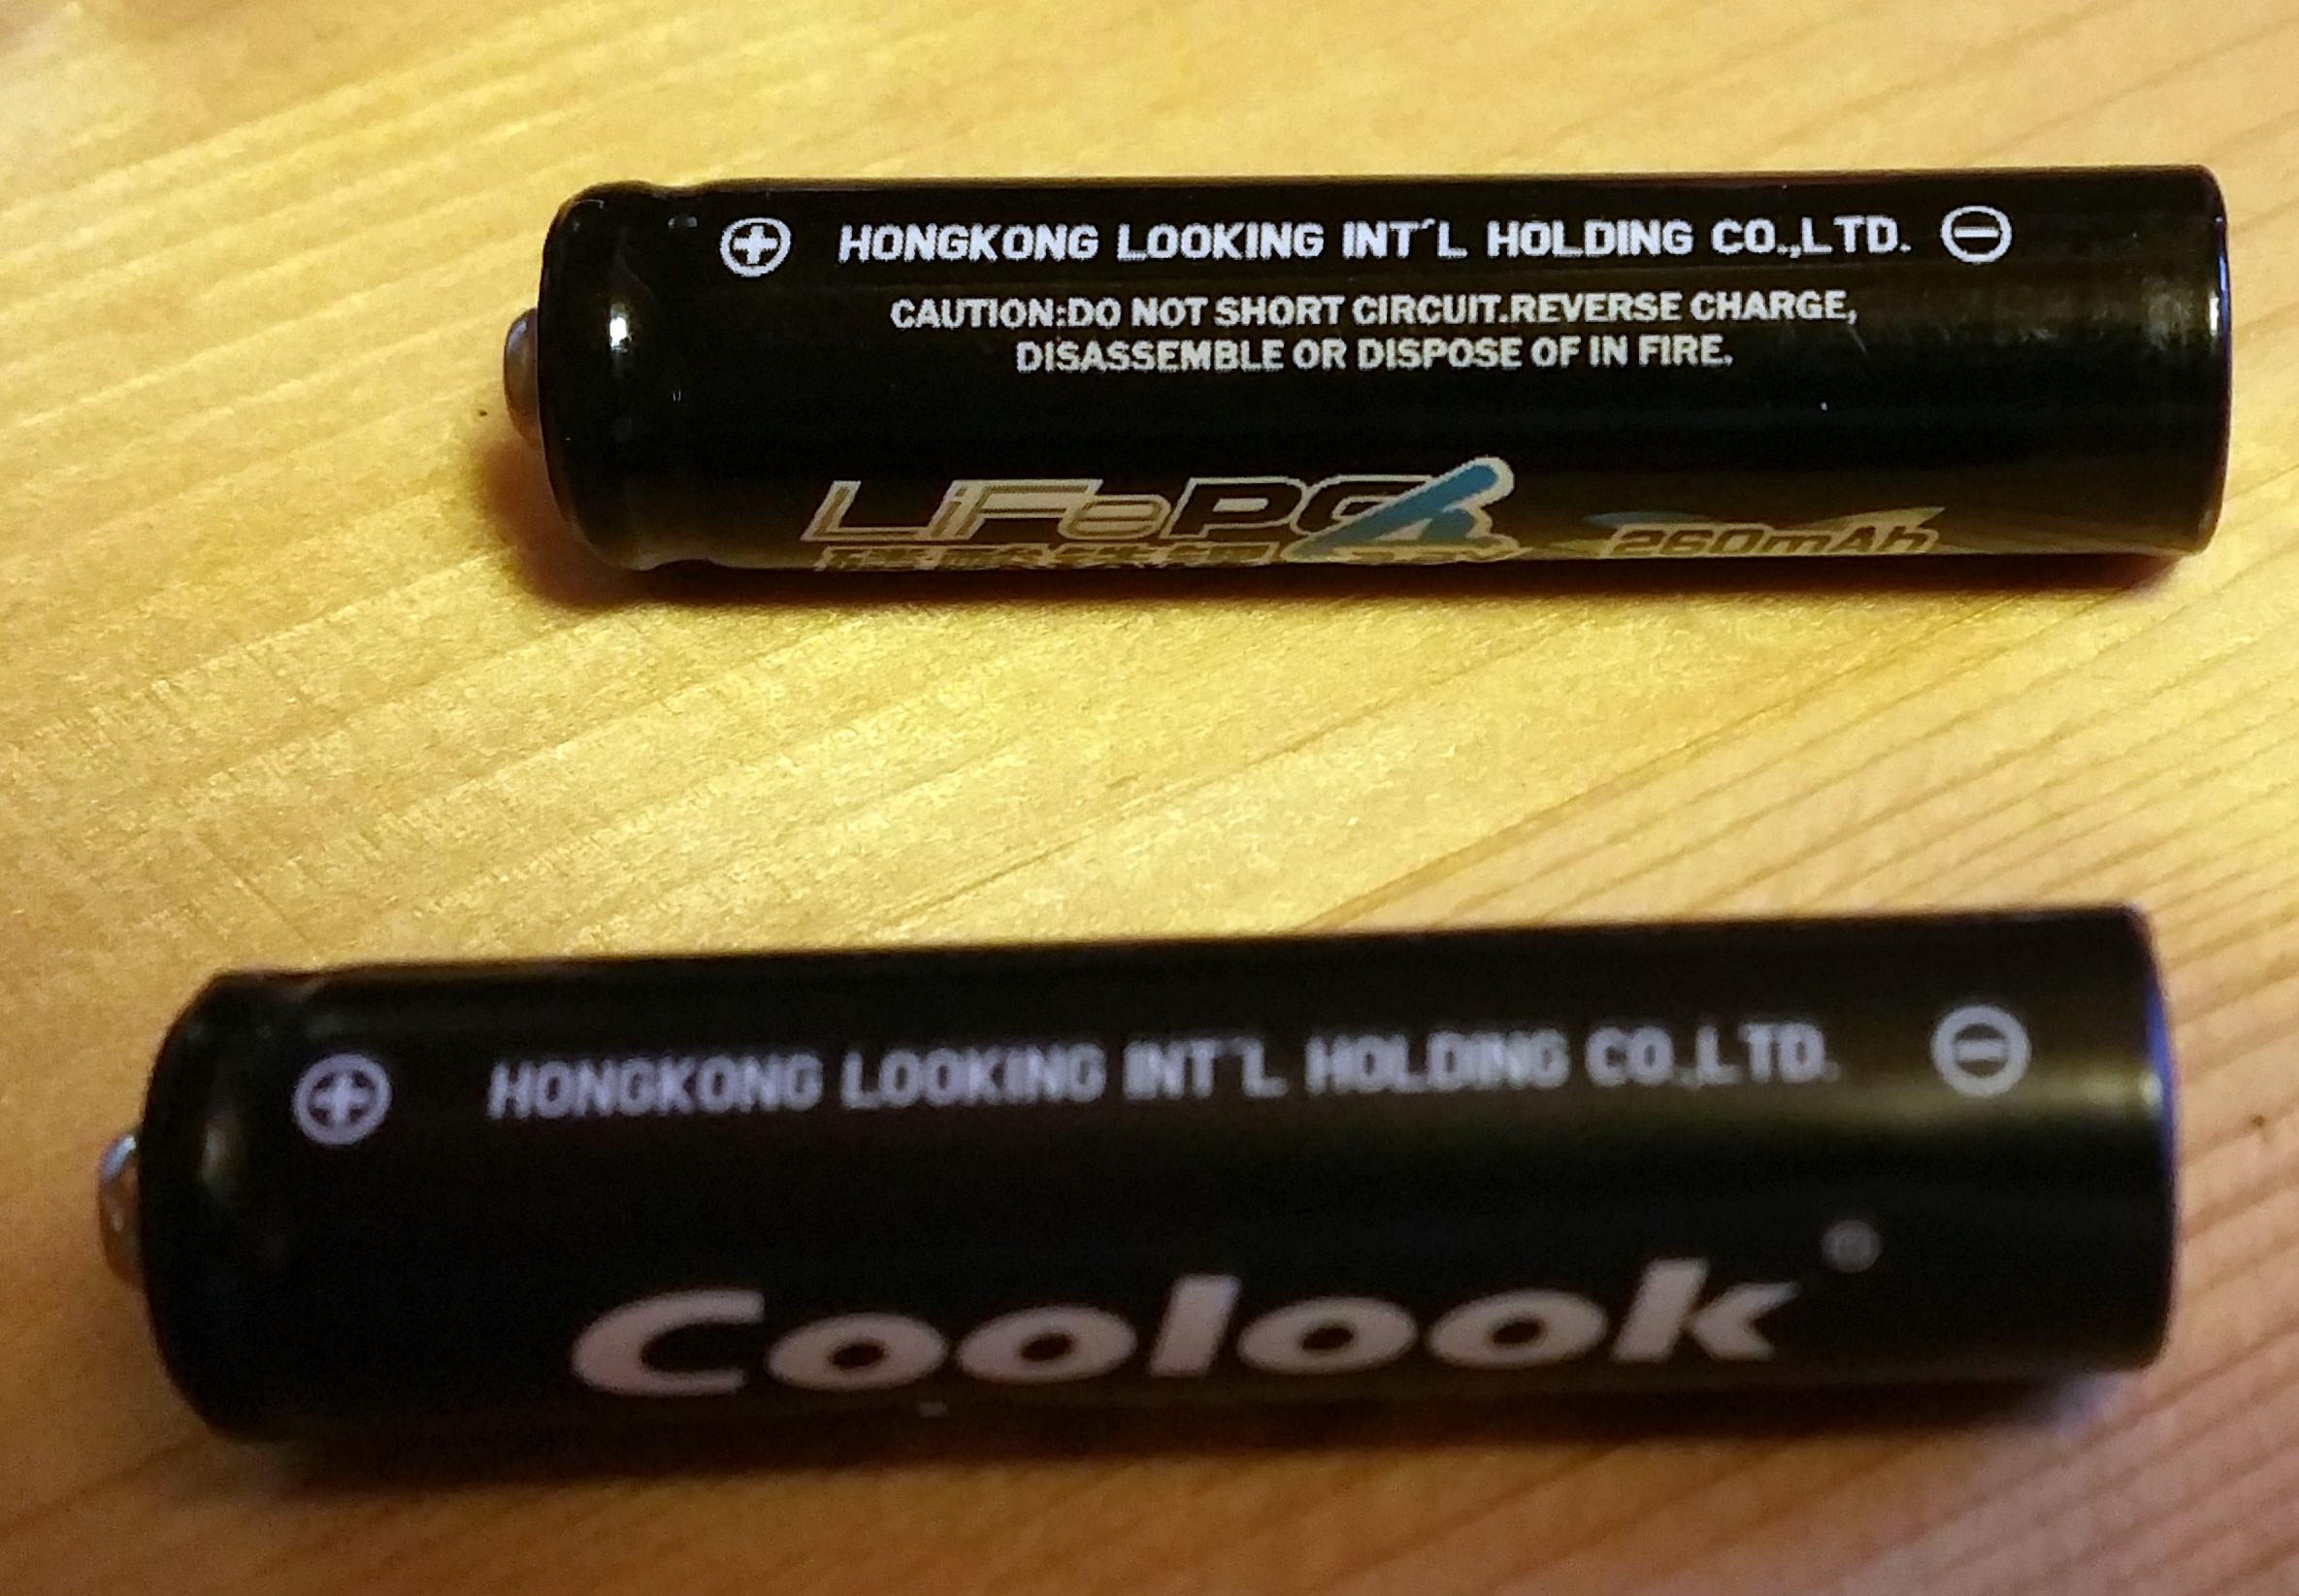 ⊕ HONGKONG LOOKING INT´L HOLDING CO.,LTD. ⊖
CAUTION:DO NOT SHORT CIRCUIT.REVERSE CHARGE,
DISASSEMBLE OR DISPOSE OF IN FIRE.
LiFePO4 260mAh
⊕ HONGKONG LOOKING INT´L HOLDING CO.,LTD. ⊖
Coolook ®